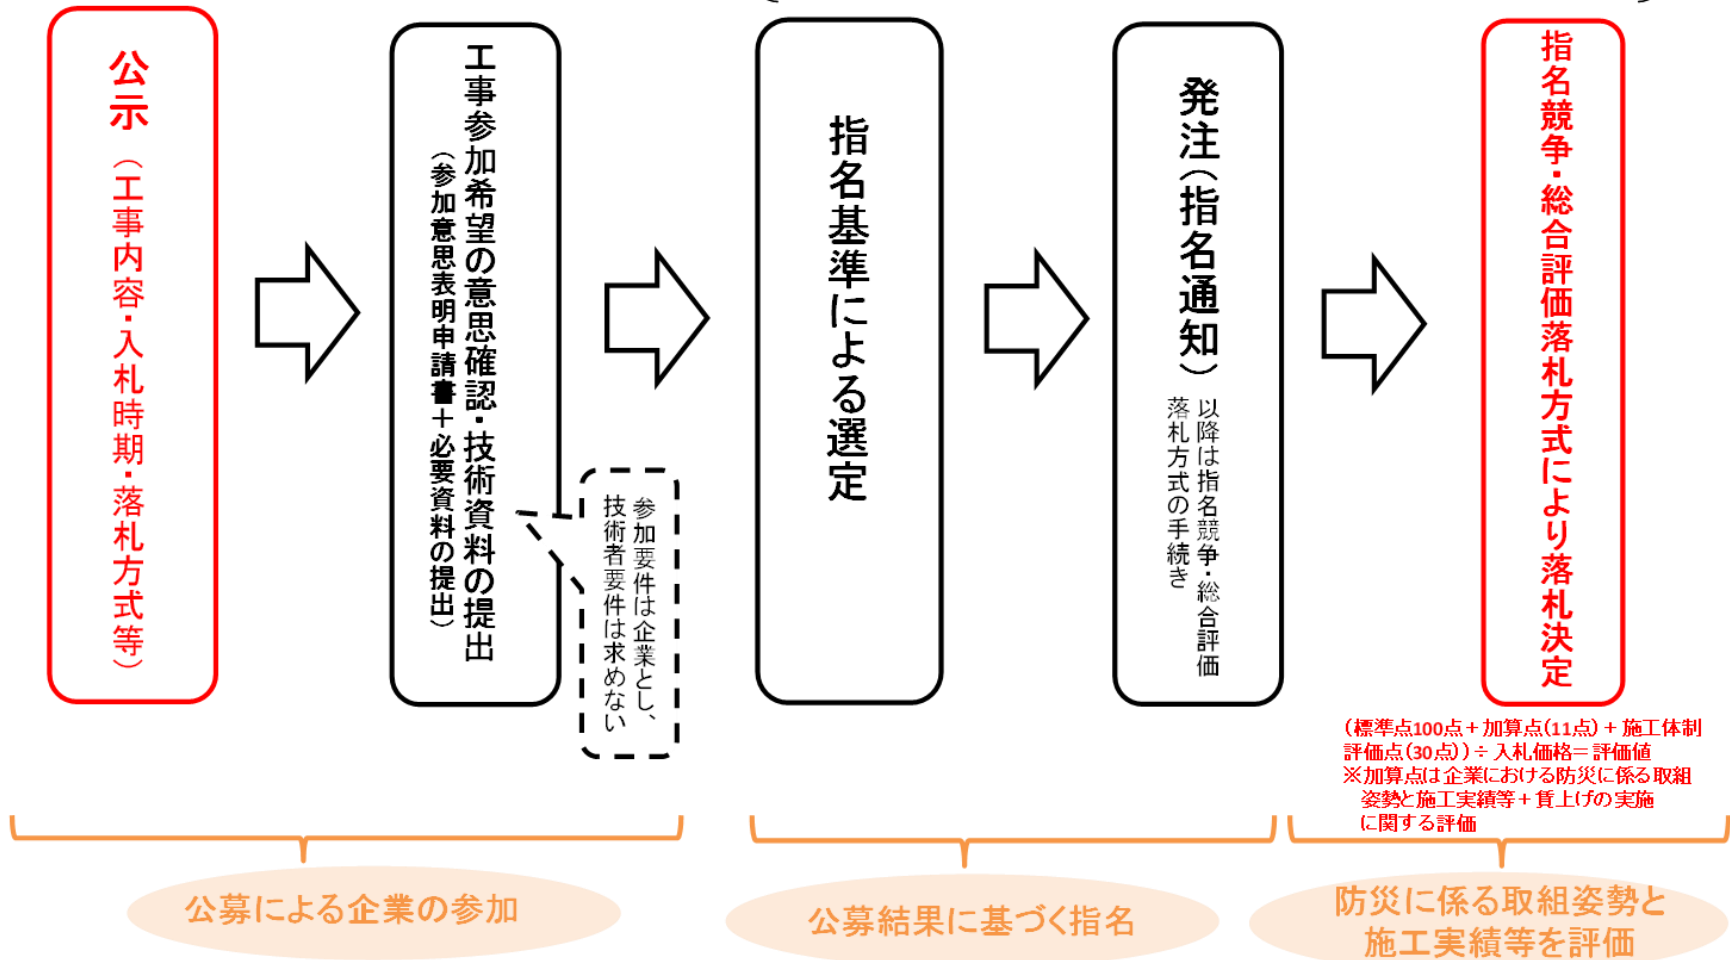 公示（工事内容・入札時期・落札方式等）
工事参加希望の意思確認・技術資料の提出
（参加意思表明申請書＋必要資料の提出）
参加要件は企業とし、
技術者要件は求めない
指名基準による選定
発注（指名通知）
以降は指名競争・総合評価
落札方式の手続き
指名競争・総合評価落札方式により落札決定
(標準点100点＋加算点(11点)＋施工体制
評価点(30点))÷入札価格＝評価値
※加算点は企業における防災に係る取組
姿勢と施工実績等＋賃上げの実施
に関する評価
公募による企業の参加
公募結果に基づく指名
防災に係る取組姿勢と
施工実績等を評価